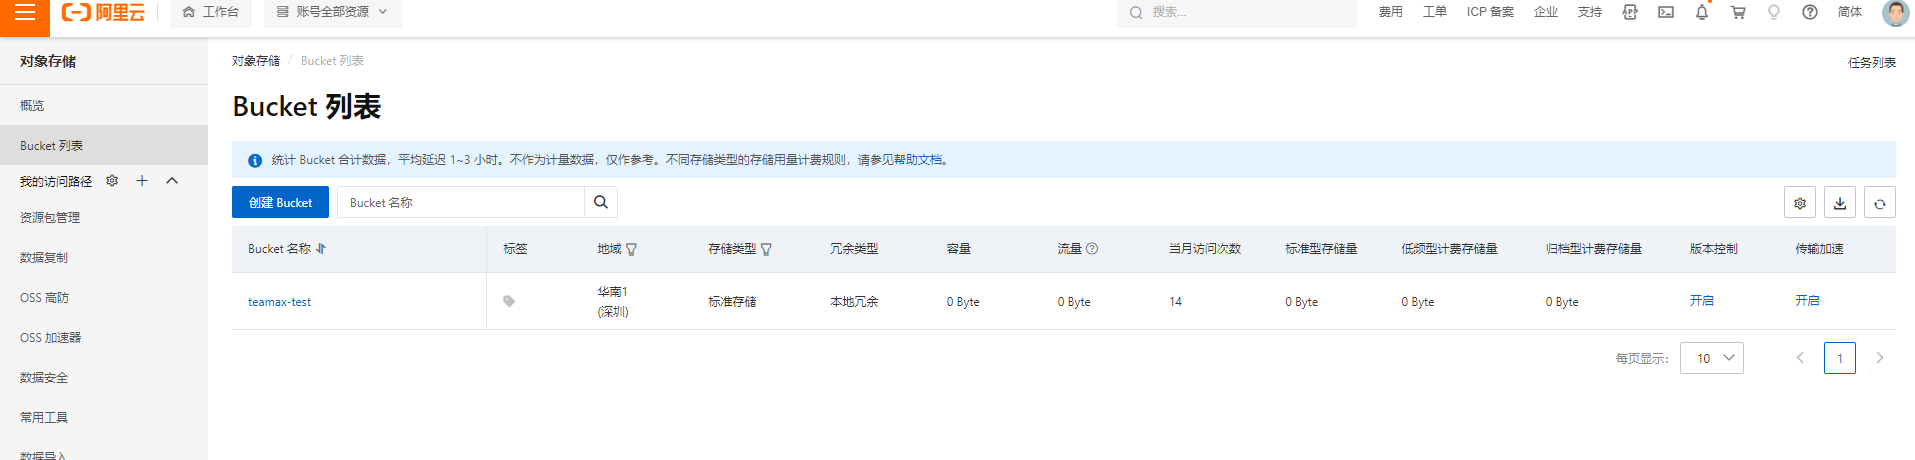 阿里云
工作台
账号全部资源
搜索...
费用
工单
ICP 备案
企业
支持
简体
对象存储
概览
Bucket 列表
我的访问路径
资源包管理
数据复制
OSS 高防
OSS 加速器
数据安全
常用工具
数据导入
对象存储 / Bucket 列表
任务列表
Bucket 列表
统计 Bucket 合计数据，平均延迟 1~3 小时。不作为计量数据，仅作参考。不同存储类型的存储用量计费规则，请参见帮助文档。
创建 Bucket
Bucket 名称
Bucket 名称 标签 地域 存储类型 冗余类型 容量 流量 当月访问次数 标准型存储量 低频型计费存储量 归档型计费存储量 版本控制 传输加速
teamax-test 华南1 标准存储 本地冗余 0 Byte 0 Byte 14 0 Byte 0 Byte 0 Byte 开启 开启
(深圳)
每页显示： 10 1